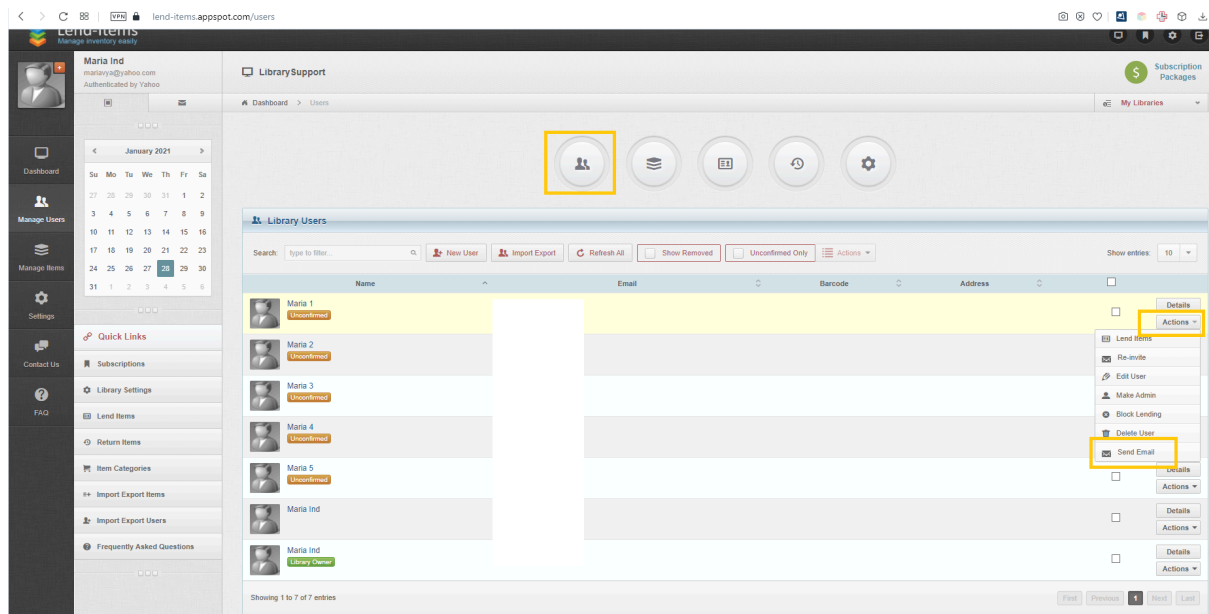 VPN lend-items.appspot.com/users
Lend-Items
Manage inventory easily
Maria Ind
mariavya@yahoo.com
Authenticated by Yahoo
LibrarySupport
$ Subscription
Packages
Dashboard > Users
My Libraries
January 2021
Su Mo Tu We Th Fr Sa
27 28 29 30 31 1 2
3 4 5 6 7 8 9
10 11 12 13 14 15 16
17 18 19 20 21 22 23
24 25 26 27 28 29 30
31 1 2 3 4 5 6
Dashboard
Manage Users
Manage Items
Settings
Contact Us
FAQ
Quick Links
Subscriptions
Library Settings
Lend Items
Return Items
Item Categories
Import Export Items
Import Export Users
Frequently Asked Questions
Library Users
Search: type to filter... New User Import Export Refresh All Show Removed Unconfirmed Only Actions Show entries: 10
Name Email Barcode Address
Maria 1
Unconfirmed
Details
Actions
Maria 2
Unconfirmed
Maria 3
Unconfirmed
Maria 4
Unconfirmed
Lend Items
Re-invite
Edit User
Make Admin
Block Lending
Delete User
Send Email
Maria 5
Unconfirmed
Details
Actions
Maria Ind
Details
Actions
Maria Ind
Library Owner
Details
Actions
Showing 1 to 7 of 7 entries
First Previous 1 Next Last